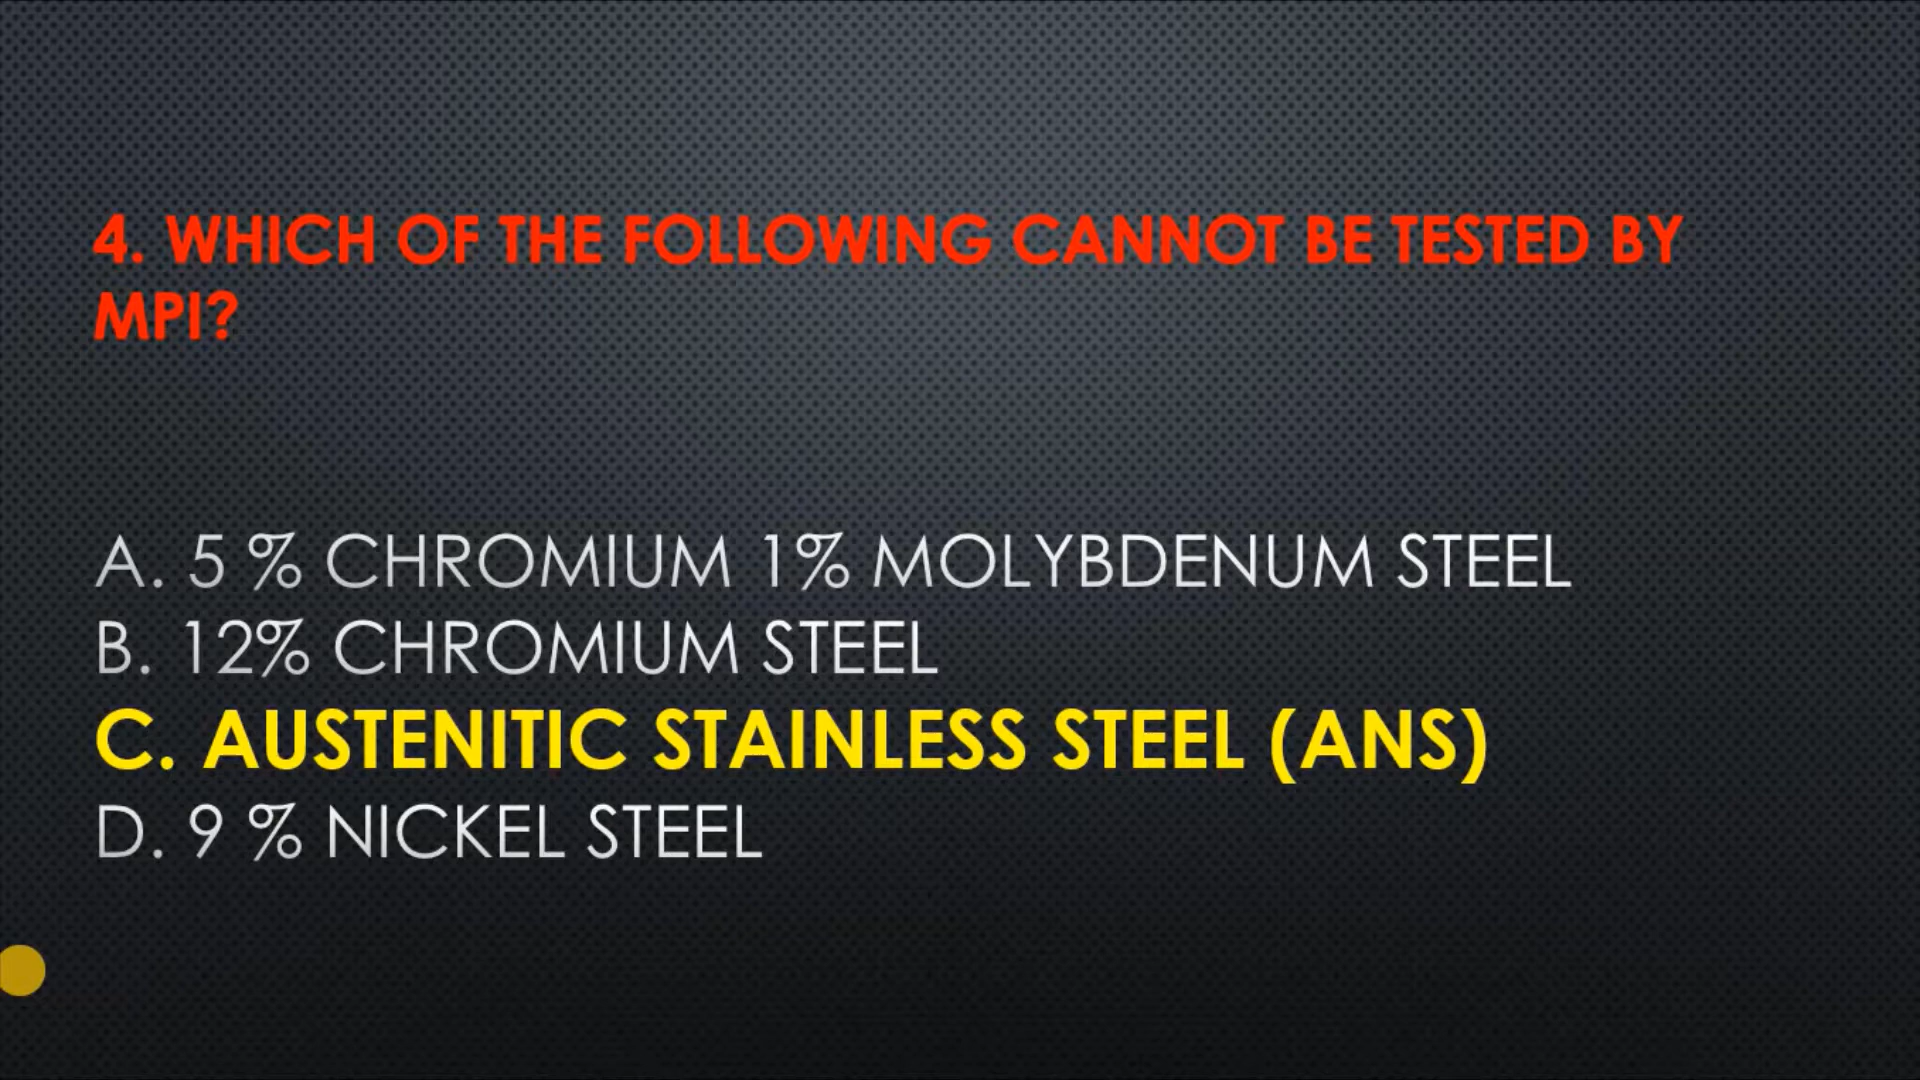 4. WHICH OF THE FOLLOWING CANNOT BE TESTED BY
MPI?
A. 5 % CHROMIUM 1% MOLYBDENUM STEEL
B. 12% CHROMIUM STEEL
C. AUSTENITIC STAINLESS STEEL (ANS)
D. 9 % NICKEL STEEL